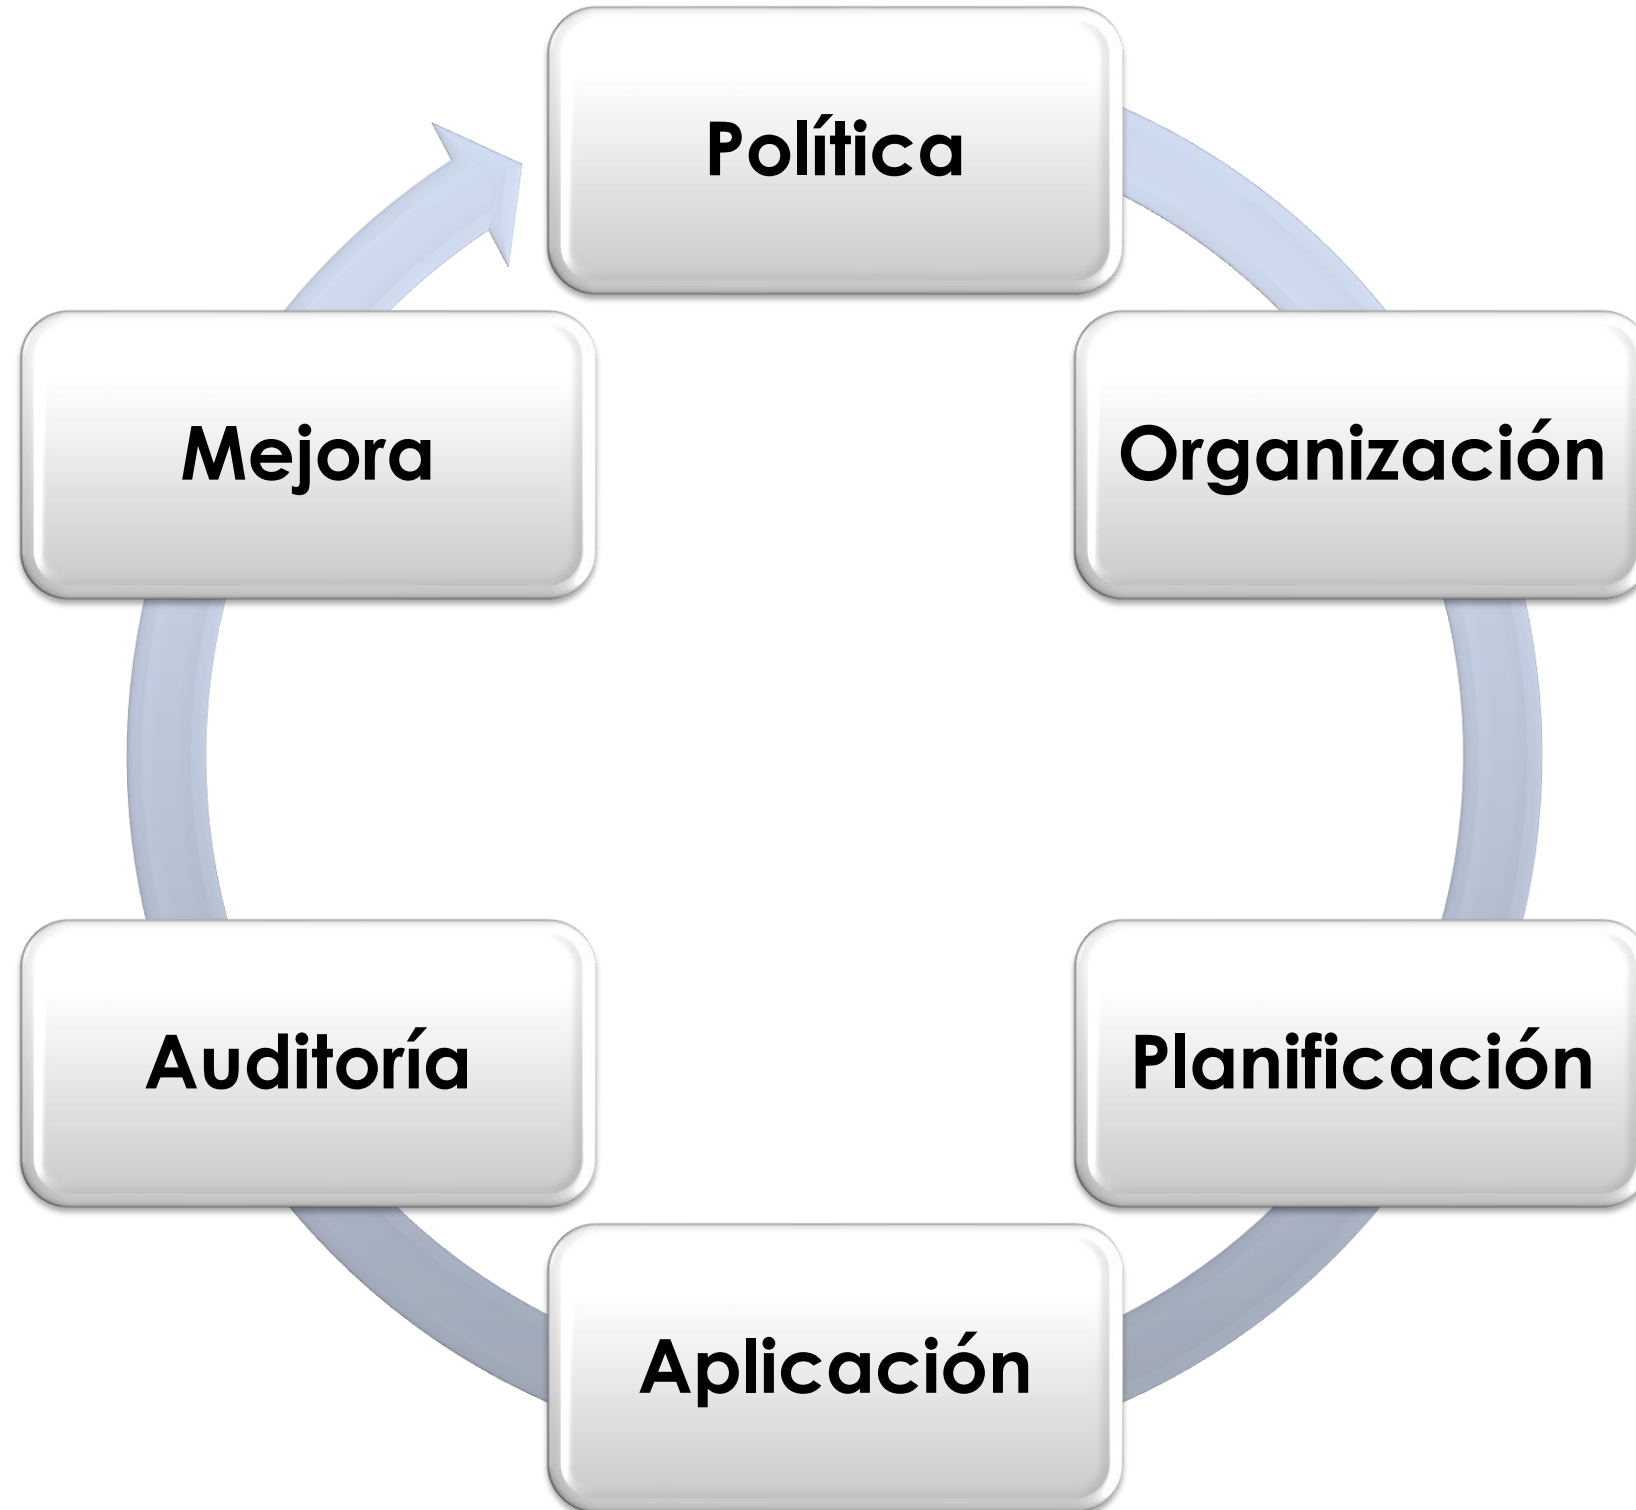 Política
Organización
Planificación
Aplicación
Auditoría
Mejora